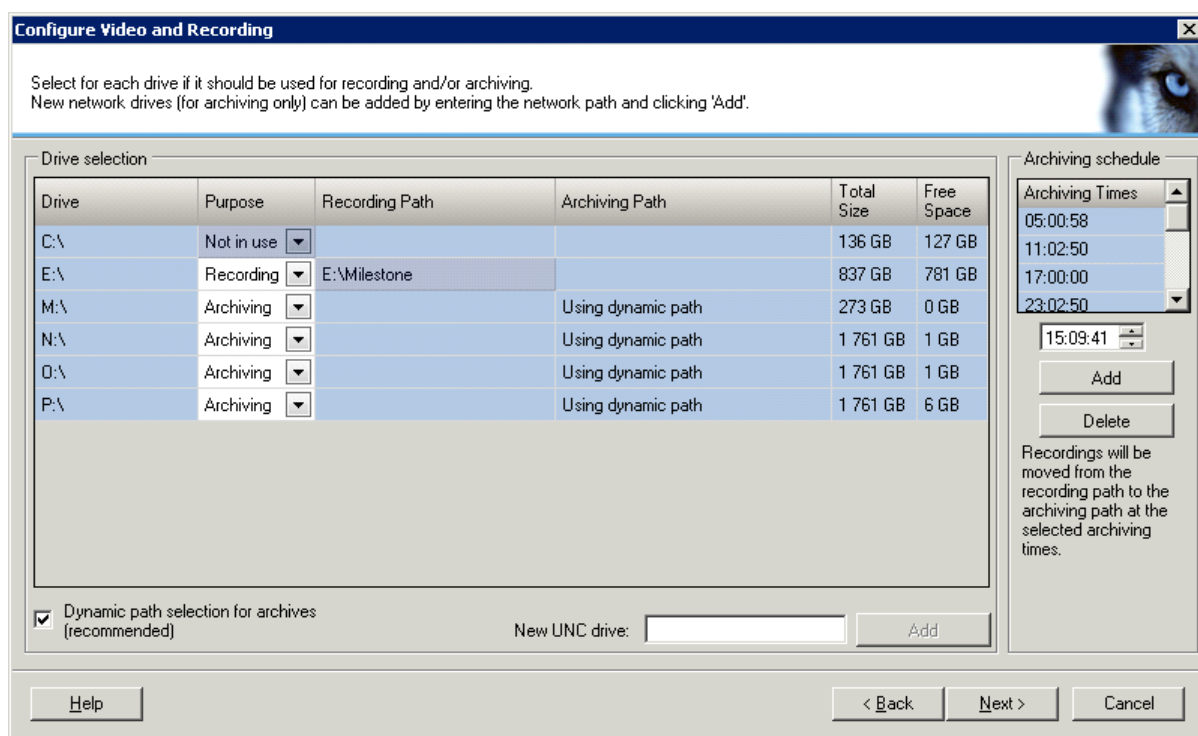 Configure Video and Recording
Select for each drive if it should be used for recording and/or archiving.
New network drives (for archiving only) can be added by entering the network path and clicking 'Add'.
Drive selection
Drive Purpose Recording Path Archiving Path Total Size Free Space
C:\ Not in use 136 GB 127 GB
E:\ Recording E:\Milestone 837 GB 781 GB
M:\ Archiving Using dynamic path 273 GB 0 GB
N:\ Archiving Using dynamic path 1 761 GB 1 GB
O:\ Archiving Using dynamic path 1 761 GB 1 GB
P:\ Archiving Using dynamic path 1 761 GB 6 GB
Dynamic path selection for archives
(recommended)
New UNC drive:
Add
Archiving schedule
Archiving Times
05:00:58
11:02:50
17:00:00
23:02:50
15:09:41
Add
Delete
Recordings will be
moved from the
recording path to the
archiving path at the
selected archiving
times.
Help
< Back
Next >
Cancel